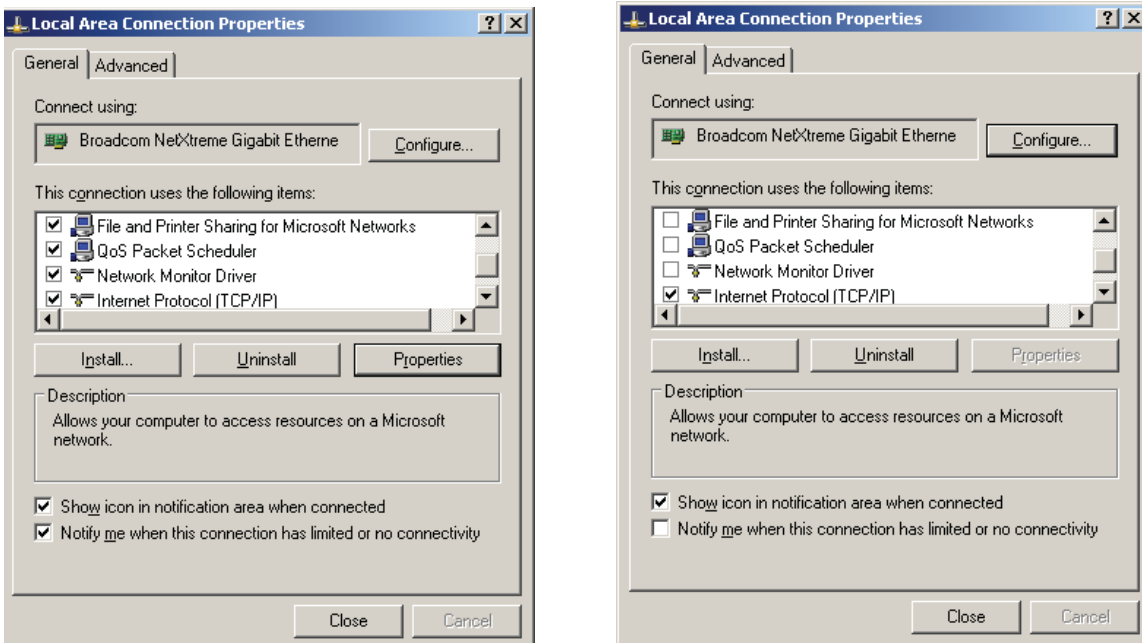 Local Area Connection Properties
General Advanced
Connect using:
Broadcom NetXtreme Gigabit Etherne Configure...
This connection uses the following items:
File and Printer Sharing for Microsoft Networks
QoS Packet Scheduler
Network Monitor Driver
Internet Protocol (TCP/IP)
Install... Uninstall Properties
Description
Allows your computer to access resources on a Microsoft
network.
Show icon in notification area when connected
Notify me when this connection has limited or no connectivity
Close Cancel
Local Area Connection Properties
General Advanced
Connect using:
Broadcom NetXtreme Gigabit Etherne Configure...
This connection uses the following items:
File and Printer Sharing for Microsoft Networks
QoS Packet Scheduler
Network Monitor Driver
Internet Protocol (TCP/IP)
Install... Uninstall Properties
Description
Allows your computer to access resources on a Microsoft
network.
Show icon in notification area when connected
Notify me when this connection has limited or no connectivity
Close Cancel